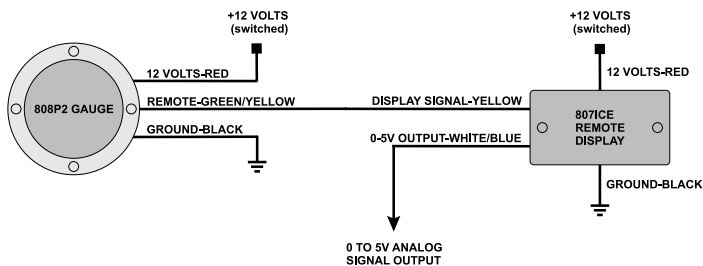 +12 VOLTS
(switched)
+12 VOLTS
(switched)
12 VOLTS-RED
12 VOLTS-RED
808P2 GAUGE
REMOTE-GREEN/YELLOW
DISPLAY SIGNAL-YELLOW
807ICE
REMOTE
DISPLAY
GROUND-BLACK
0-5V OUTPUT-WHITE/BLUE
GROUND-BLACK
0 TO 5V ANALOG
SIGNAL OUTPUT